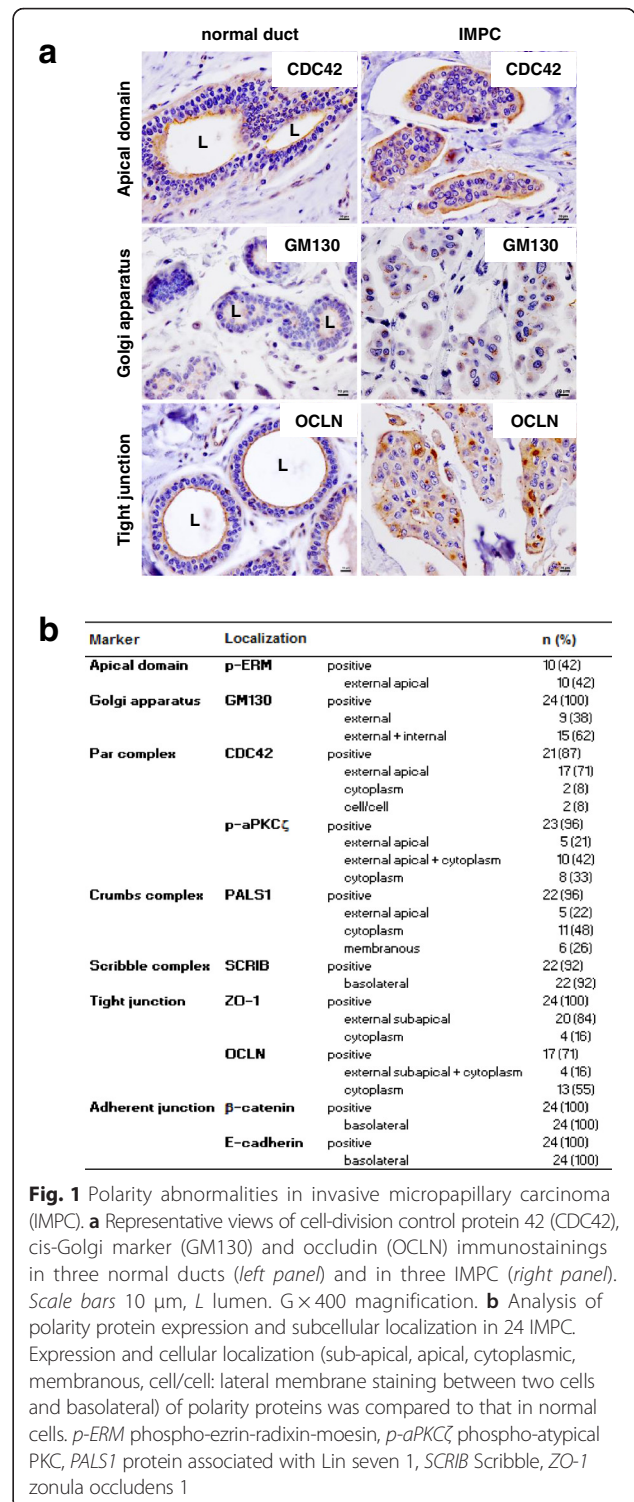 a
normal duct IMPC
Apical domain
CDC42 CDC42
L L
Golgi apparatus
GM130 GM130
L L
Tight junction
OCLN OCLN
L L
b
Marker Localization n (%)
Apical domain p-ERM positive 10 (42)
external apical 10 (42)
Golgi apparatus GM130 positive 24 (100)
external 9 (38)
external + internal 15 (62)
Par complex CDC42 positive 21 (87)
external apical 17 (71)
cytoplasm 2 (8)
cell/cell 2 (8)
p-aPKCζ positive 23 (96)
external apical 5 (21)
external apical + cytoplasm 10 (42)
cytoplasm 8 (33)
Crumbs complex PALS1 positive 22 (96)
external apical 5 (22)
cytoplasm 11 (48)
membranous 6 (26)
Scribble complex SCRIB positive 22 (92)
basolateral 22 (92)
Tight junction ZO-1 positive 24 (100)
external subapical 20 (84)
cytoplasm 4 (16)
OCLN positive 17 (71)
external subapical + cytoplasm 4 (16)
cytoplasm 13 (55)
Adherent junction β-catenin positive 24 (100)
basolateral 24 (100)
E-cadherin positive 24 (100)
basolateral 24 (100)
Fig. 1 Polarity abnormalities in invasive micropapillary carcinoma
(IMPC). a Representative views of cell-division control protein 42 (CDC42),
cis-Golgi marker (GM130) and occludin (OCLN) immunostainings
in three normal ducts (left panel) and in three IMPC (right panel).
Scale bars 10 μm, L lumen. G × 400 magnification. b Analysis of
polarity protein expression and subcellular localization in 24 IMPC.
Expression and cellular localization (sub-apical, apical, cytoplasmic,
membranous, cell/cell: lateral membrane staining between two cells
and basolateral) of polarity proteins was compared to that in normal
cells. p-ERM phospho-ezrin-radixin-moesin, p-aPKCζ phospho-atypical
PKC, PALS1 protein associated with Lin seven 1, SCRIB Scribble, ZO-1
zonula occludens 1